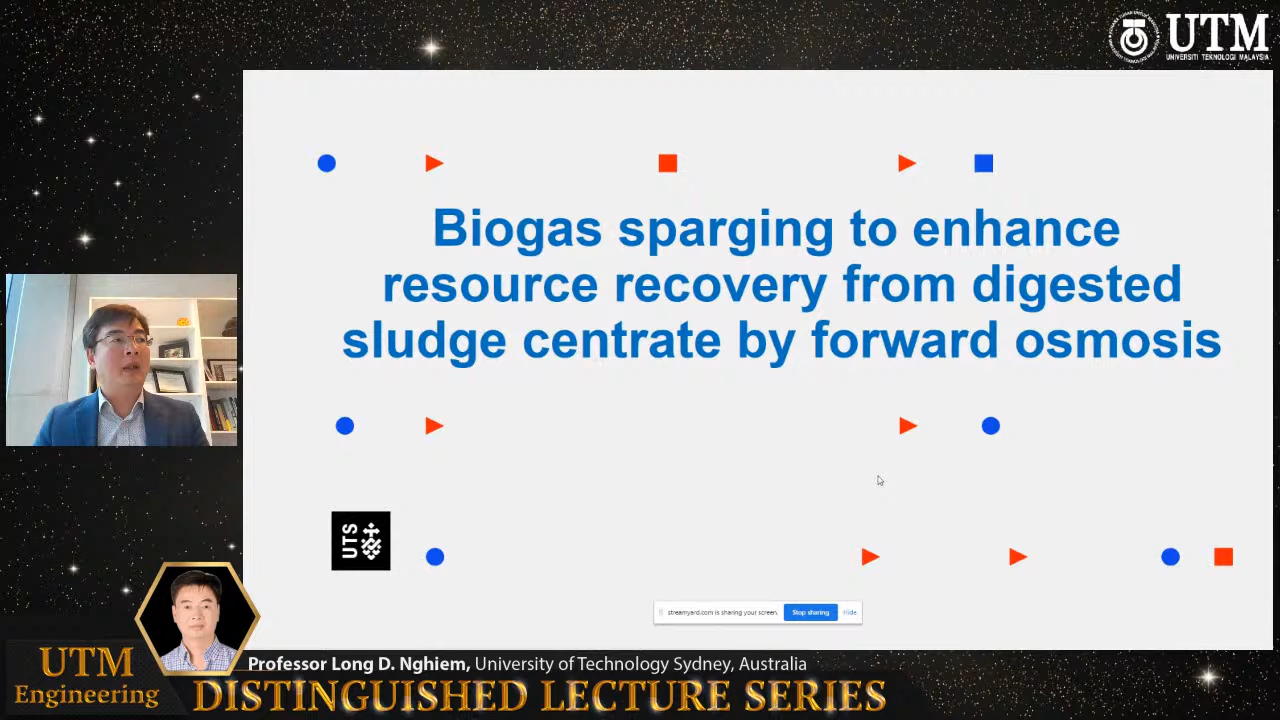 UTM
UNIVERSITI TEKNOLOGI MALAYSIA
Biogas sparging to enhance
resource recovery from digested
sludge centrate by forward osmosis
UTS
streamyard.com is sharing your screen.
Stop sharing
Hide
UTM
Engineering
Professor Long D. Nghiem, University of Technology Sydney, Australia
DISTINGUISHED LECTURE SERIES